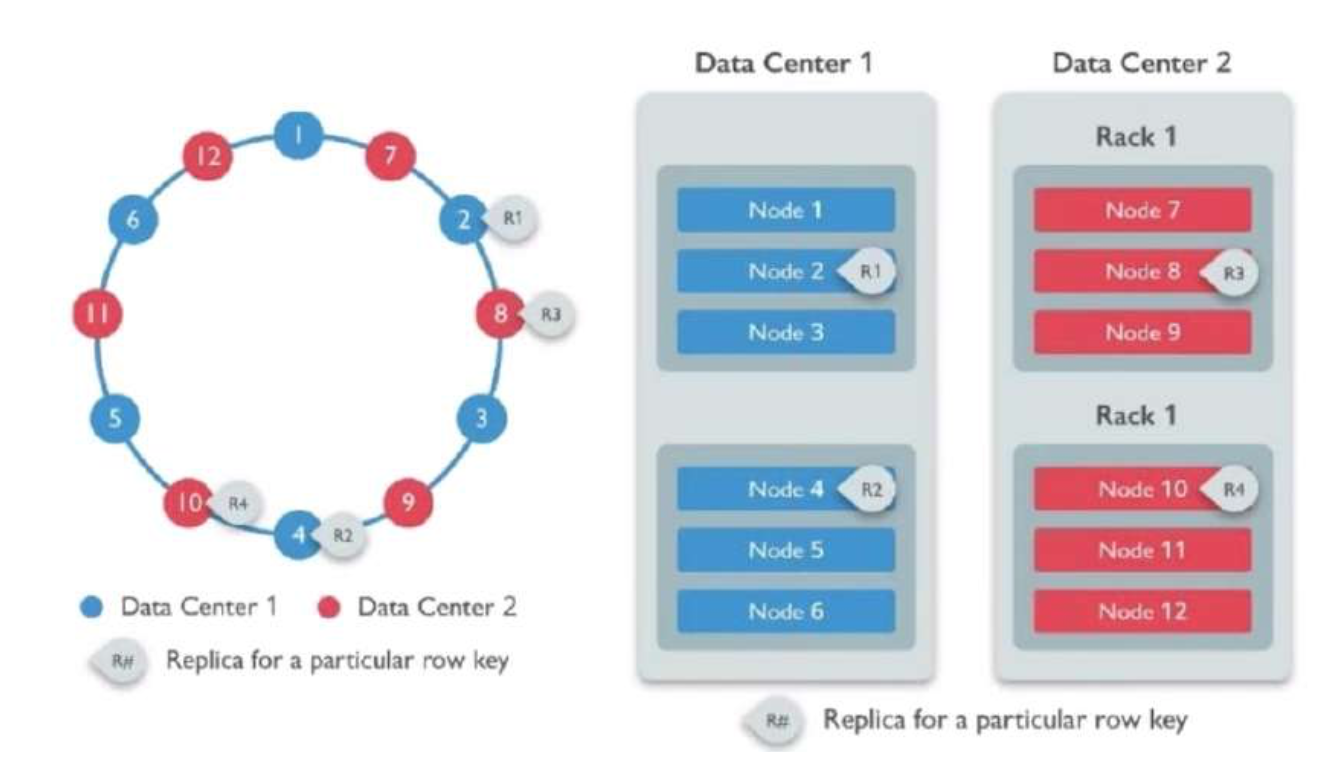 1
7
2
R1
8
R3
3
9
4
R2
10
R4
5
11
6
12
Data Center 1
Data Center 2
R#
Replica for a particular row key
Data Center 1
Node 1
Node 2
R1
Node 3
Node 4
R2
Node 5
Node 6
Data Center 2
Rack 1
Node 7
Node 8
R3
Node 9
Rack 1
Node 10
R4
Node 11
Node 12
R#
Replica for a particular row key